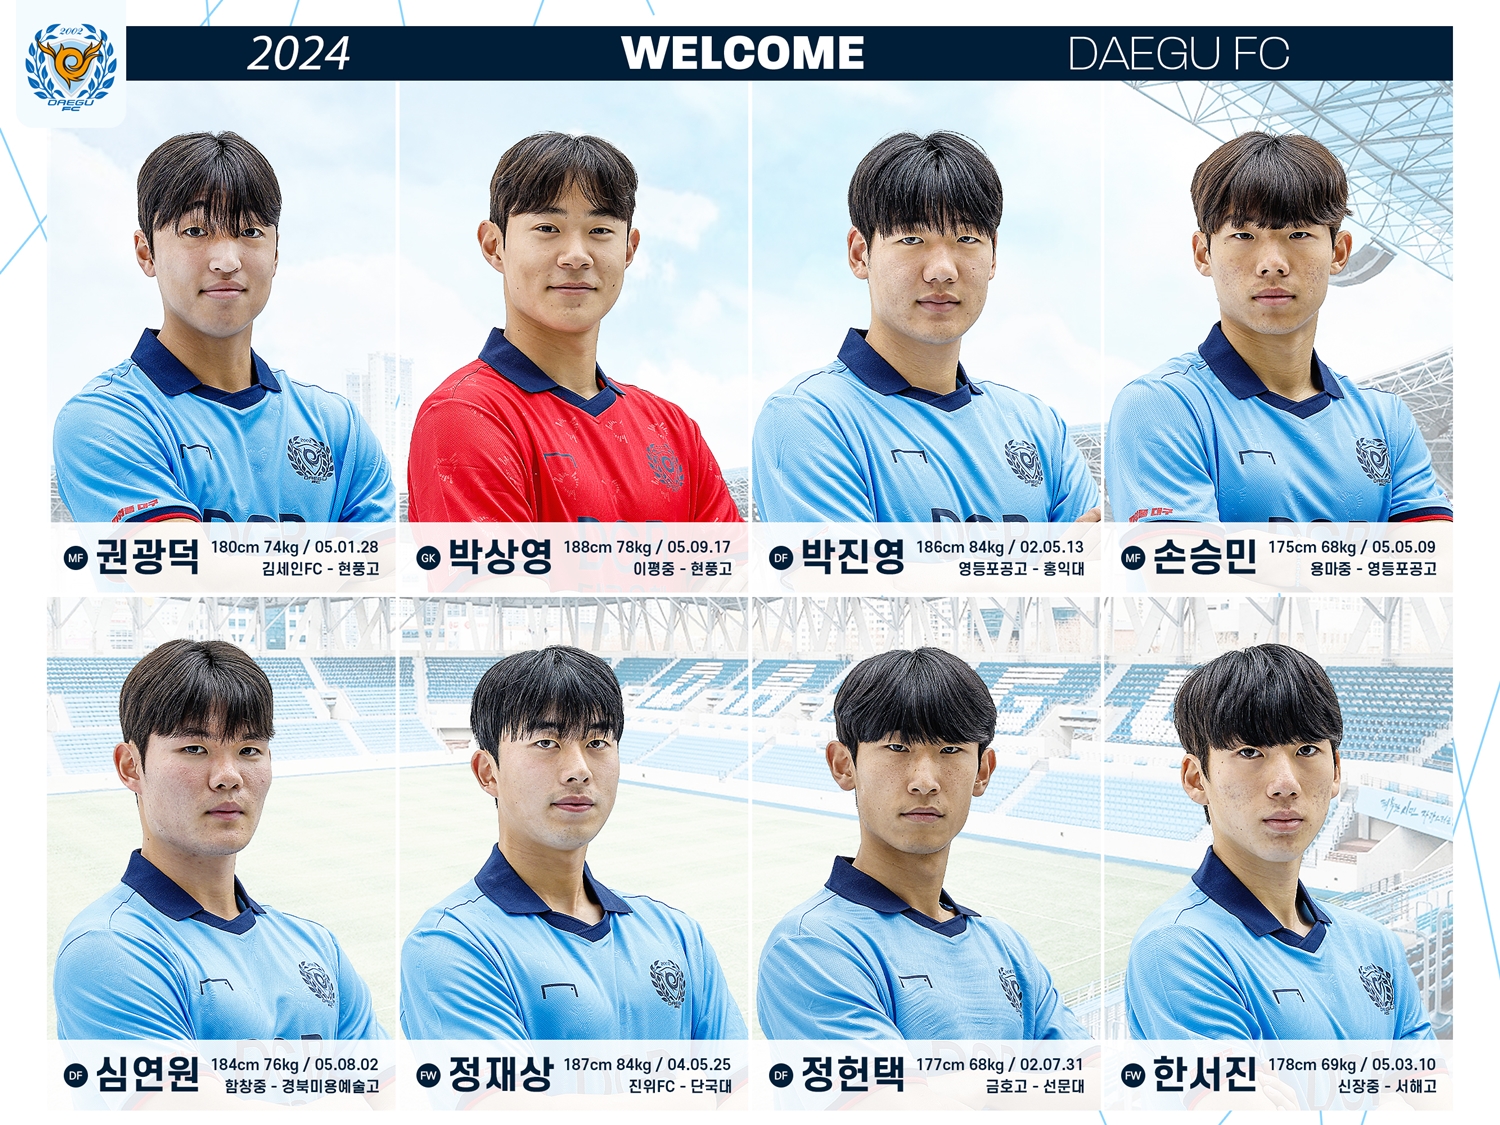 2024 WELCOME DAEGU FC
2002
DAEGU
FC
MF 권광덕 180cm 74kg / 05.01.28
김세인FC - 현풍고
GK 박상영 188cm 78kg / 05.09.17
이평중 - 현풍고
DF 박진영 186cm 84kg / 02.05.13
영등포공고 - 홍익대
MF 손승민 175cm 68kg / 05.05.09
용마중 - 영등포공고
DF 심연원 184cm 76kg / 05.08.02
함창중 - 경북미용예술고
FW 정재상 187cm 84kg / 04.05.25
진위FC - 단국대
DF 정헌택 177cm 68kg / 02.07.31
금호고 - 선문대
FW 한서진 178cm 69kg / 05.03.10
신장중 - 서해고